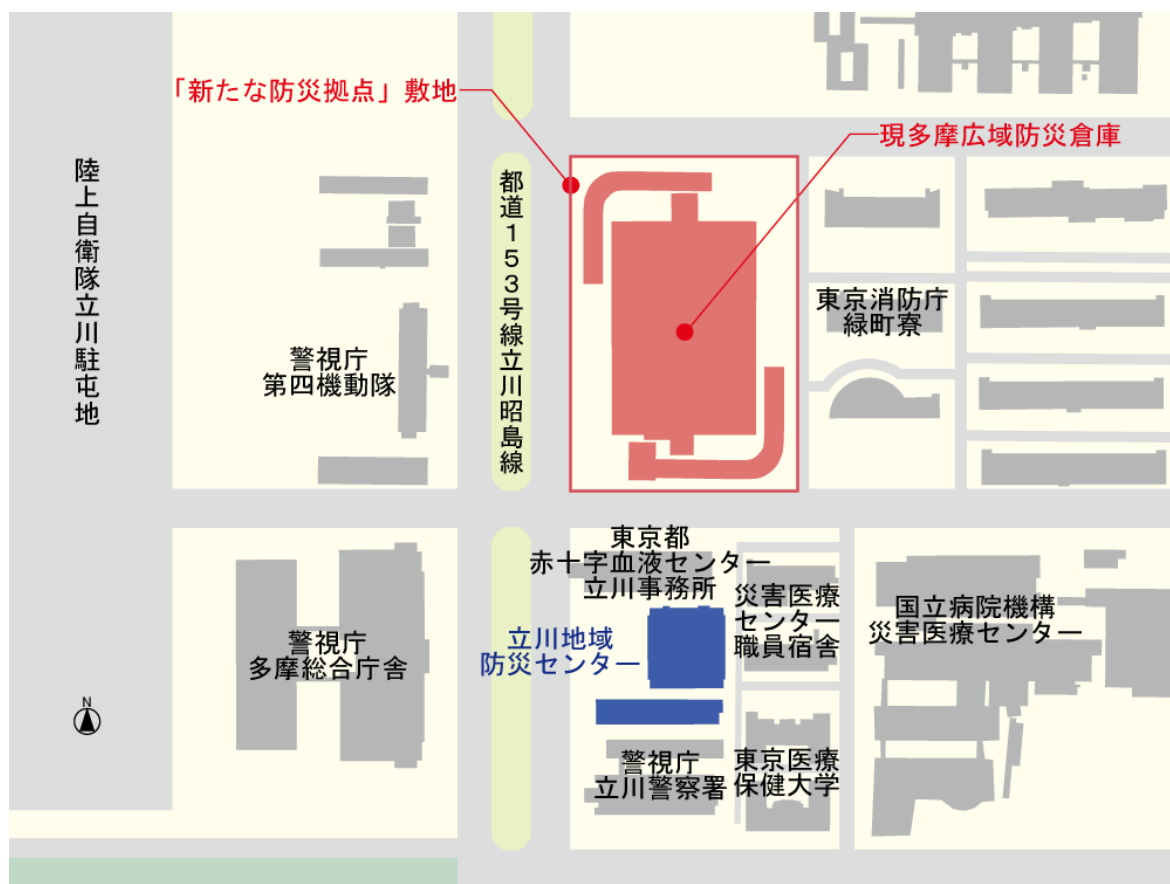 「新たな防災拠点」敷地
現多摩広域防災倉庫
陸上自衛隊立川駐屯地
都道153号線立川昭島線
東京消防庁
緑町寮
警視庁
第四機動隊
東京都
赤十字血液センター
立川事務所
災害医療
センター
職員宿舎
国立病院機構
災害医療センター
立川地域
防災センター
警視庁
多摩総合庁舎
N
警視庁
立川警察署
東京医療
保健大学